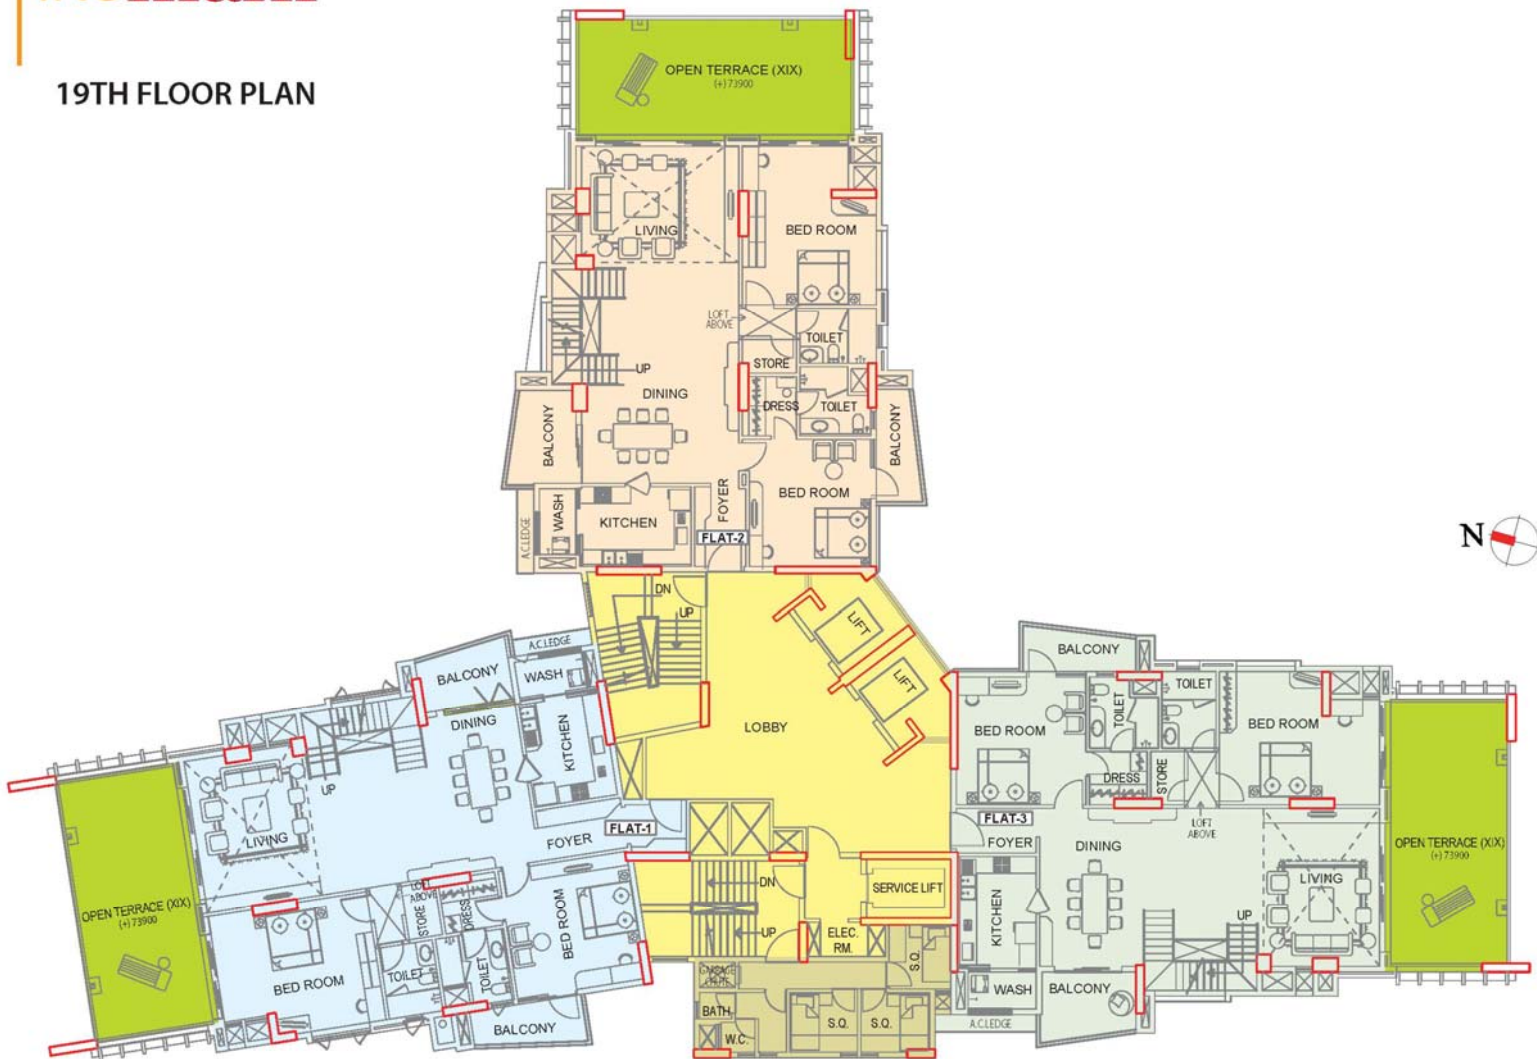 19TH FLOOR PLAN
OPEN TERRACE (XIX)
(+) 73900
LIVING
BED ROOM
LOFT
ABOVE
TOILET
STORE
UP
DINING
DRESS
TOILET
BALCONY
BALCONY
BED ROOM
FOYER
WASH
KITCHEN
A.C.LEDGE
FLAT-2
N
DN
UP
LIFT
LIFT
LOBBY
A.C.LEDGE
BALCONY
WASH
DINING
KITCHEN
UP
LIVING
FLAT-1
FOYER
OPEN TERRACE (XIX)
(+) 73900
LOFT
ABOVE
STORE
DRESS
BED ROOM
TOILET
TOILET
BED ROOM
BALCONY
DN
UP
SERVICE LIFT
ELEC.
RM.
GARBAGE
CHUTE
S.Q.
BATH
W.C.
S.Q.
S.Q.
BALCONY
TOILET
TOILET
BED ROOM
BED ROOM
DRESS
STORE
FLAT-3
FOYER
LOFT
ABOVE
DINING
KITCHEN
LIVING
UP
OPEN TERRACE (XIX)
(+) 73900
WASH
BALCONY
A.C.LEDGE